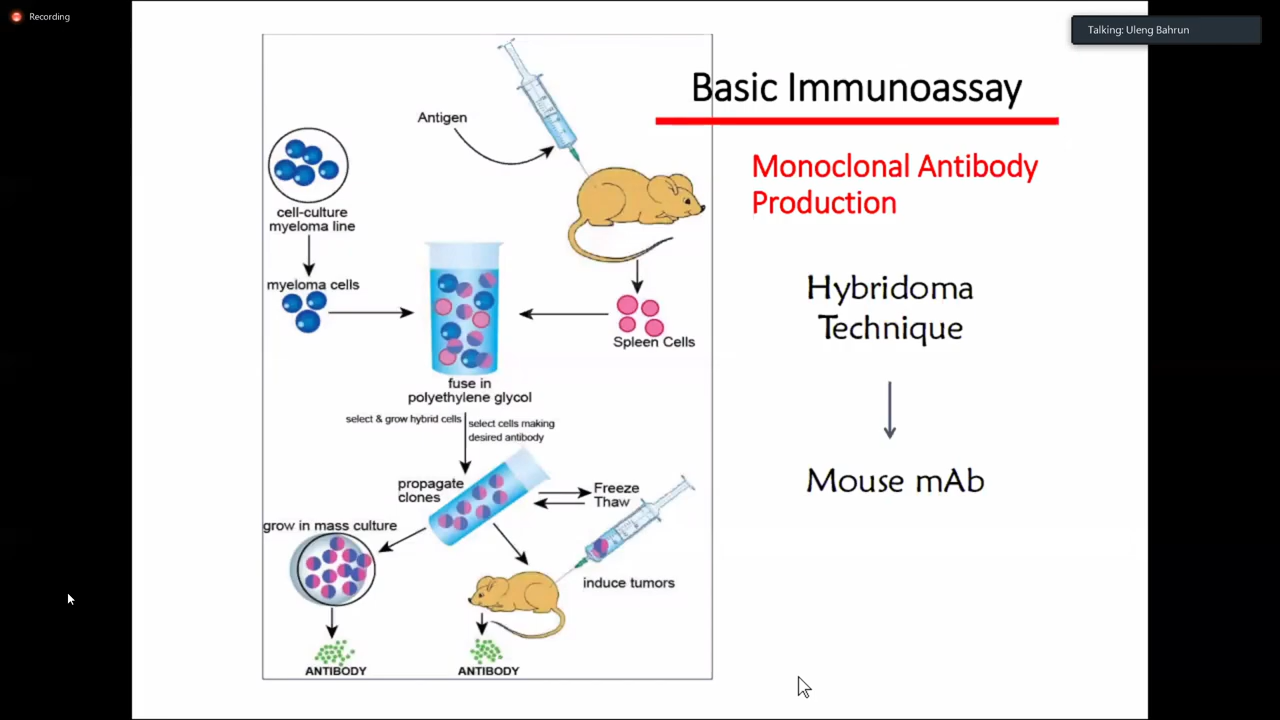 Recording
Talking: Uleng Bahrun
Basic Immunoassay
Monoclonal Antibody
Production
Hybridoma
Technique
Mouse mAb
Antigen
cell-culture
myeloma line
myeloma cells
Spleen Cells
fuse in
polyethylene glycol
select & grow hybrid cells
select cells making
desired antibody
propagate
clones
Freeze
Thaw
grow in mass culture
induce tumors
ANTIBODY
ANTIBODY